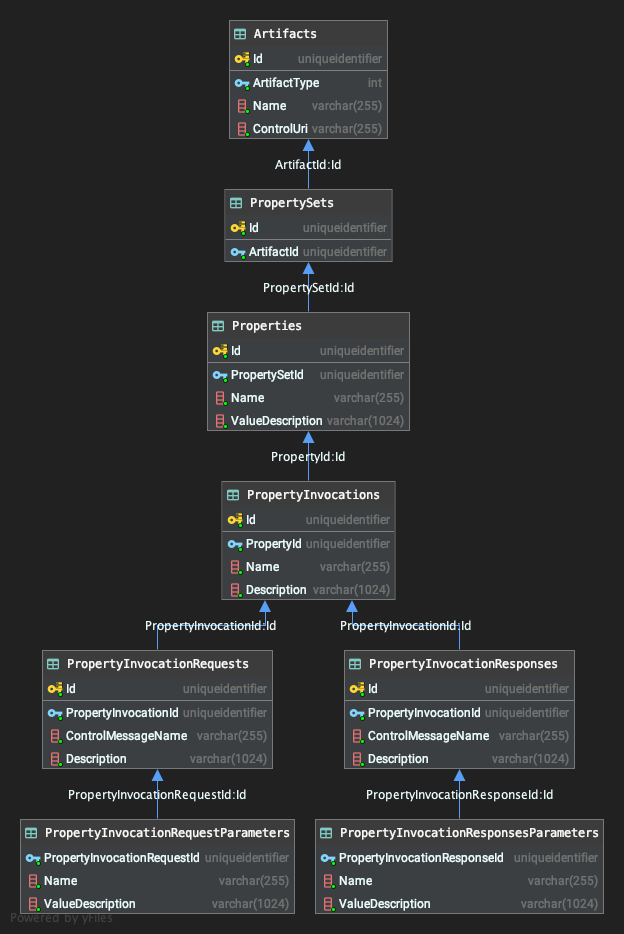 Artifacts
Id uniqueidentifier
ArtifactType int
Name varchar(255)
ControlUri varchar(255)
ArtifactId:Id
PropertySets
Id uniqueidentifier
ArtifactId uniqueidentifier
PropertySetId:Id
Properties
Id uniqueidentifier
PropertySetId uniqueidentifier
Name varchar(255)
ValueDescription varchar(1024)
PropertyId:Id
PropertyInvocations
Id uniqueidentifier
PropertyId uniqueidentifier
Name varchar(255)
Description varchar(1024)
PropertyInvocationId:Id
PropertyInvocationRequests
Id uniqueidentifier
PropertyInvocationId uniqueidentifier
ControlMessageName varchar(255)
Description varchar(1024)
PropertyInvocationRequestId:Id
PropertyInvocationRequestParameters
PropertyInvocationRequestId uniqueidentifier
Name varchar(255)
ValueDescription varchar(1024)
PropertyInvocationId:Id
PropertyInvocationResponses
Id uniqueidentifier
PropertyInvocationId uniqueidentifier
ControlMessageName varchar(255)
Description varchar(1024)
PropertyInvocationResponseId:Id
PropertyInvocationResponsesParameters
PropertyInvocationResponseId uniqueidentifier
Name varchar(255)
ValueDescription varchar(1024)
Powered by yFiles